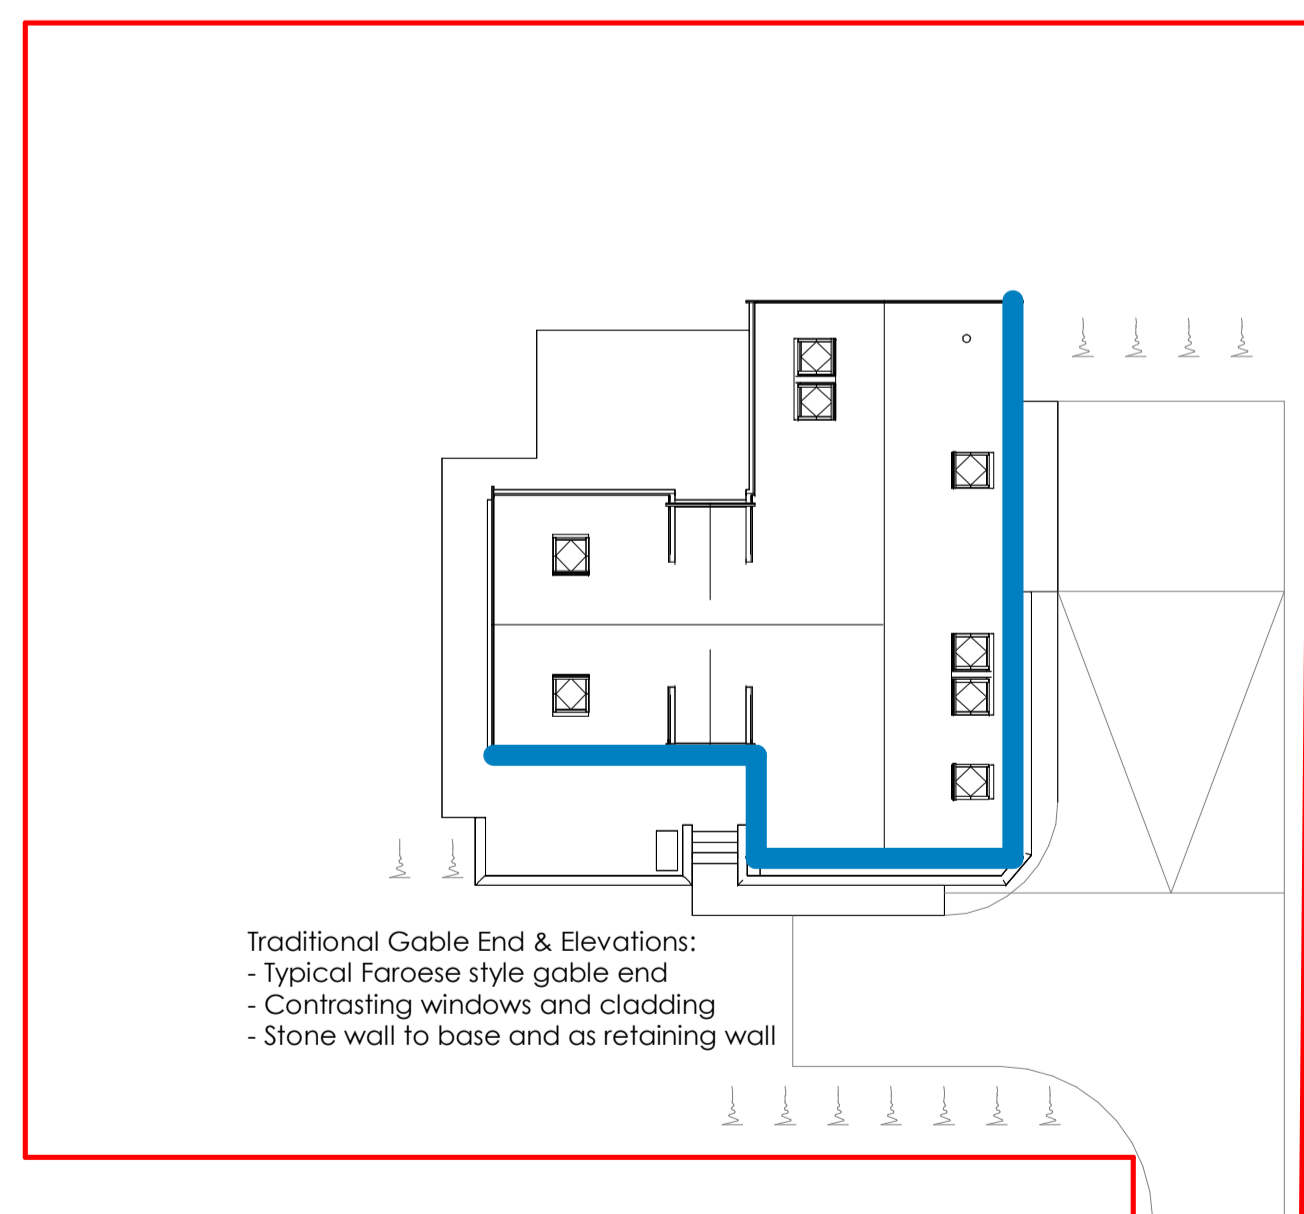 Traditional Gable End & Elevations:
- Typical Faroese style gable end
- Contrasting windows and cladding
- Stone wall to base and as retaining wall